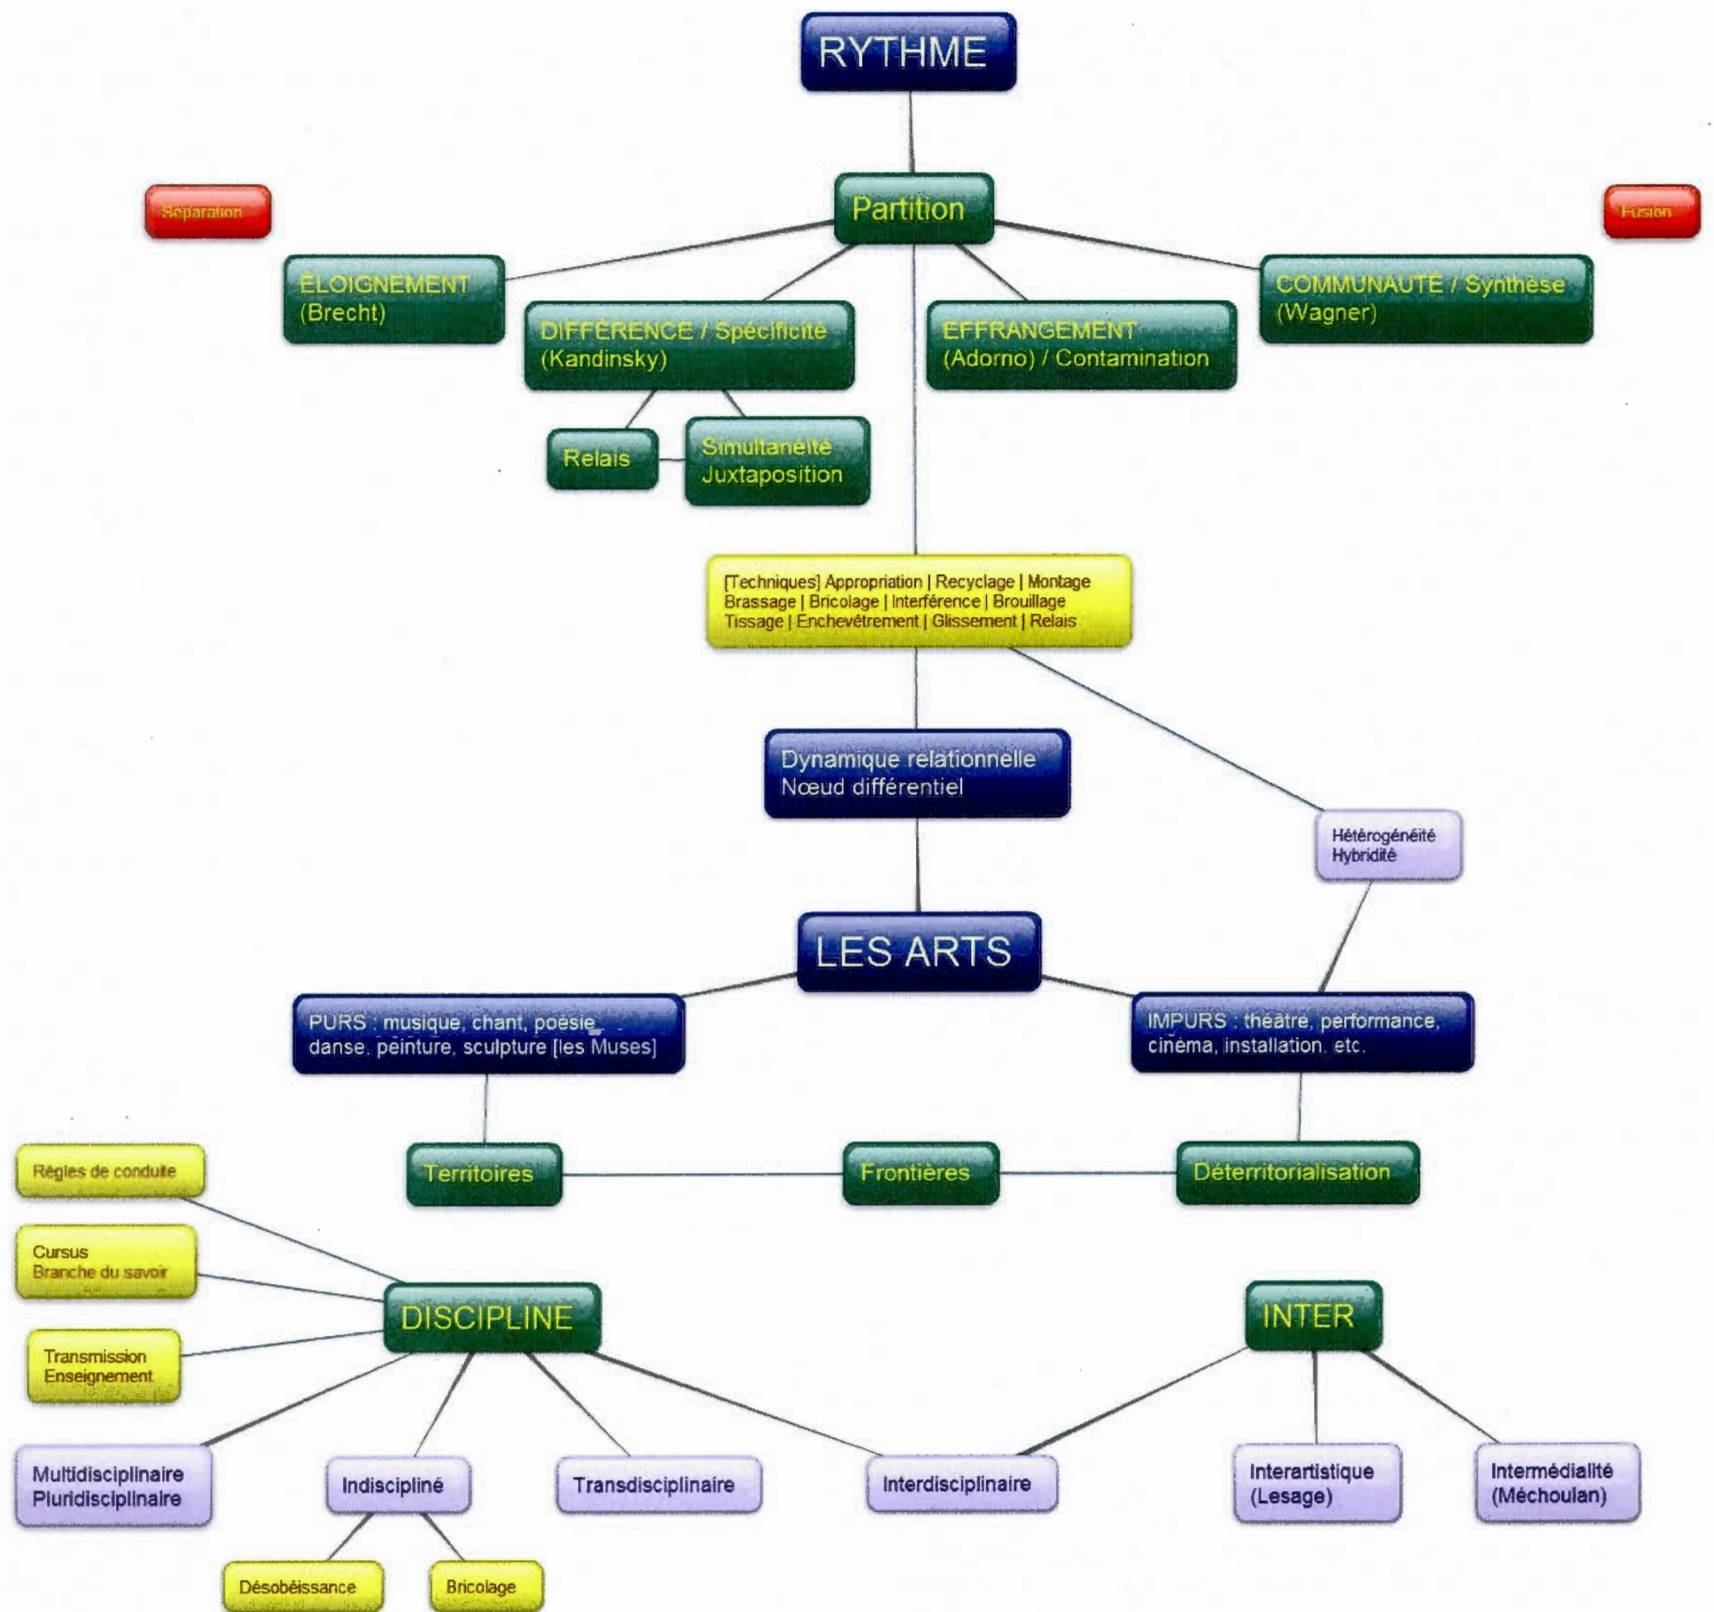 RYTHME
Séparation
Partition
Fusion
ÉLOIGNEMENT
(Brecht)
DIFFÉRENCE / Spécificité
(Kandinsky)
EFFRANGEMENT
(Adorno) / Contamination
COMMUNAUTÉ / Synthèse
(Wagner)
Relais
Simultanéité
Juxtaposition
[Techniques] Appropriation | Recyclage | Montage
Brassage | Bricolage | Interférence | Brouillage
Tissage | Enchevêtrement | Glissement | Relais
Dynamique relationnelle
Nœud différentiel
Hétérogénéité
Hybridité
LES ARTS
PURS : musique, chant, poésie
danse, peinture, sculpture [les Muses]
IMPURS : théâtre, performance,
cinéma, installation, etc.
Territoires
Frontières
Déterritorialisation
Règles de conduite
Cursus
Branche du savoir
Transmission
Enseignement
DISCIPLINE
INTER
Multidisciplinaire
Pluridisciplinaire
Indiscipliné
Transdisciplinaire
Interdisciplinaire
Interartistique
(Lesage)
Intermédialité
(Méchoulan)
Désobéissance
Bricolage